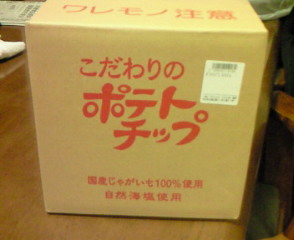 ワレモノ注意
こだわりの
ポテト
チップ
国産じゃがいも100%使用
自然海塩使用